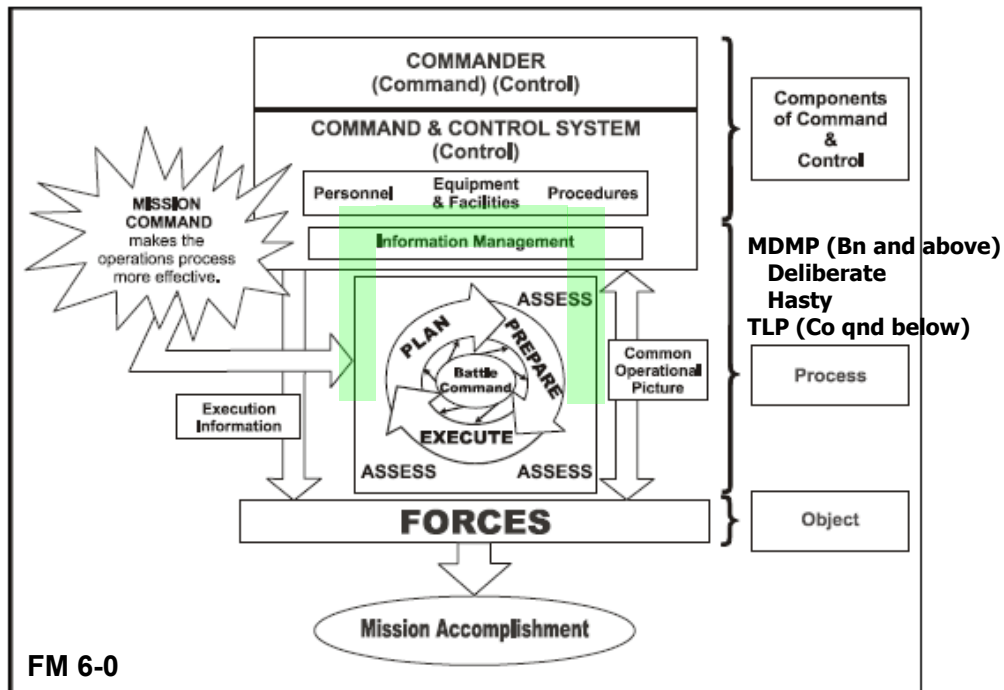 COMMANDER
(Command) (Control)
COMMAND & CONTROL SYSTEM
(Control)
Personnel
Equipment
& Facilities
Procedures
Information Management
Components
of Command
&
Control
MISSION
COMMAND
makes the
operations process
more effective.
MDMP (Bn and above)
Deliberate
Hasty
TLP (Co qnd below)
ASSESS
PLAN
PREPARE
Battle
Command
EXECUTE
ASSESS
ASSESS
Execution
Information
Common
Operational
Picture
Process
FORCES
Object
Mission Accomplishment
FM 6-0